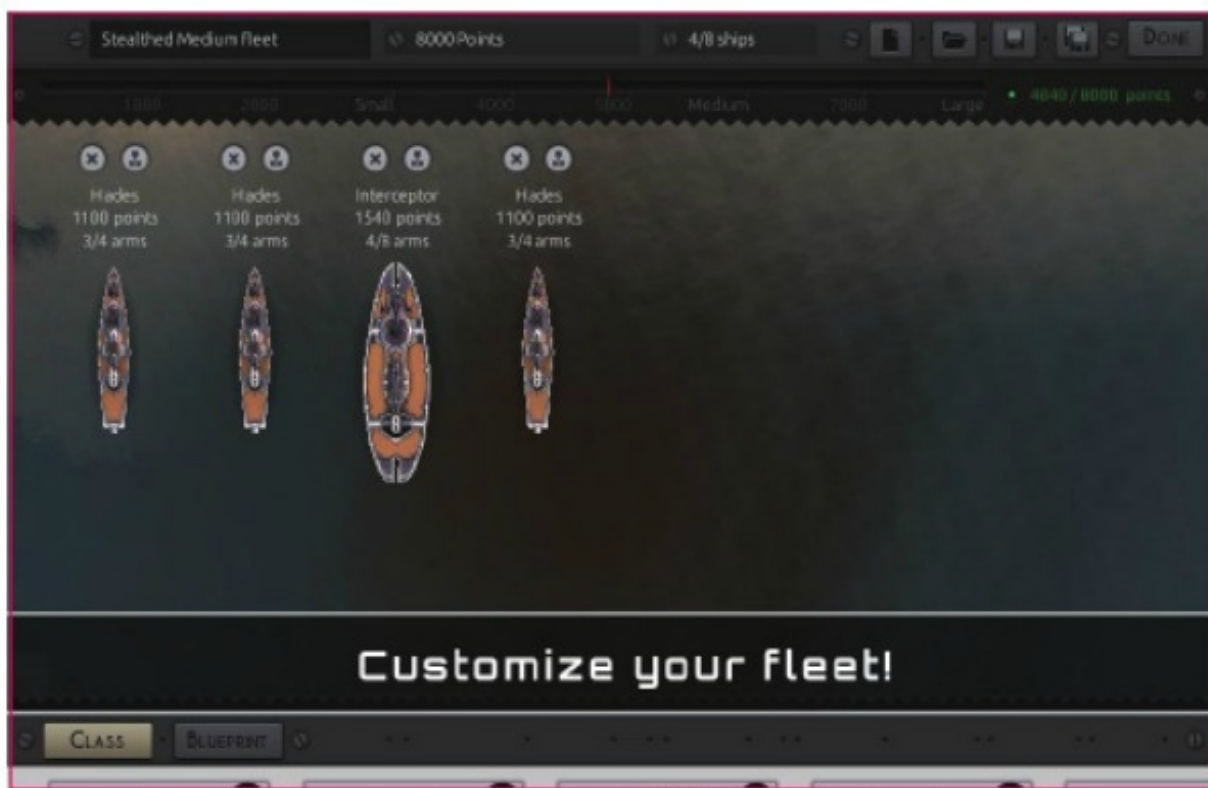 Stealthed Medium fleet 8000 Points 4/8 ships DONE
1000 2000 Small 4000 5000 Medium 7000 Large 4840/8000 points
Hades Hades Interceptor Hades
1100 points 1100 points 1540 points 1100 points
3/4 arms 3/4 arms 4/8 arms 3/4 arms
Customize your fleet!
CLASS BLUEPRINT